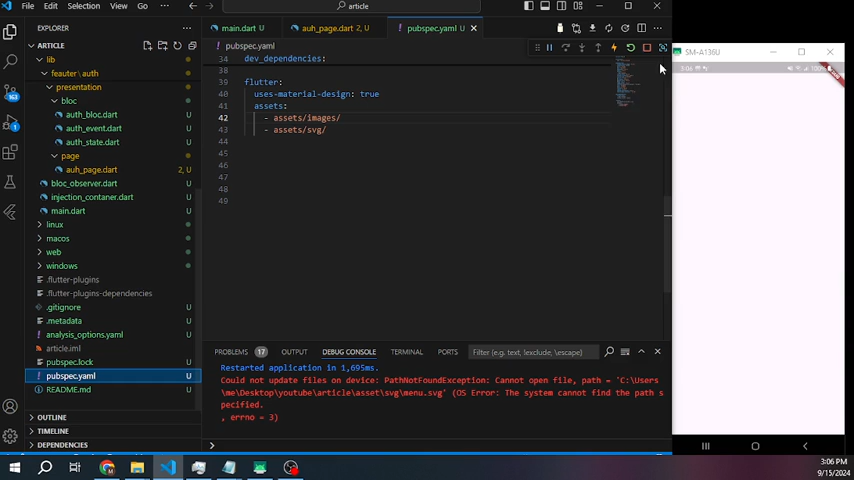 File Edit Selection View Go ... article
EXPLORER ...
ARTICLE
lib
feauter \ auth
presentation
bloc
auth_bloc.dart U
auth_event.dart U
auth_state.dart U
page
auh_page.dart 2, U
bloc_observer.dart U
injection_contaner.dart U
main.dart U
linux
macos
web
windows
.flutter-plugins
.flutter-plugins-dependencies
.gitignore U
.metadata U
analysis_options.yaml U
article.iml
pubspec.lock U
pubspec.yaml U
README.md U
OUTLINE
TIMELINE
DEPENDENCIES
main.dart U auh_page.dart 2, U pubspec.yaml U
pubspec.yaml
34 dev_dependencies:
38
39 flutter:
40 uses-material-design: true
41 assets:
42 - assets/images/
43 - assets/svg/
44
45
46
47
48
49
PROBLEMS 17 OUTPUT DEBUG CONSOLE TERMINAL PORTS Filter (e.g. text, !exclude, \escape)
Restarted application in 1,695ms.
Could not update files on device: PathNotFoundException: Cannot open file, path = 'C:\Users
\me\Desktop\youtube\article\asset\svg\menu.svg' (OS Error: The system cannot find the path s
pecified.
, errno = 3)
SM-A136U
3:06 PM
100%
3:06 PM
9/15/2024